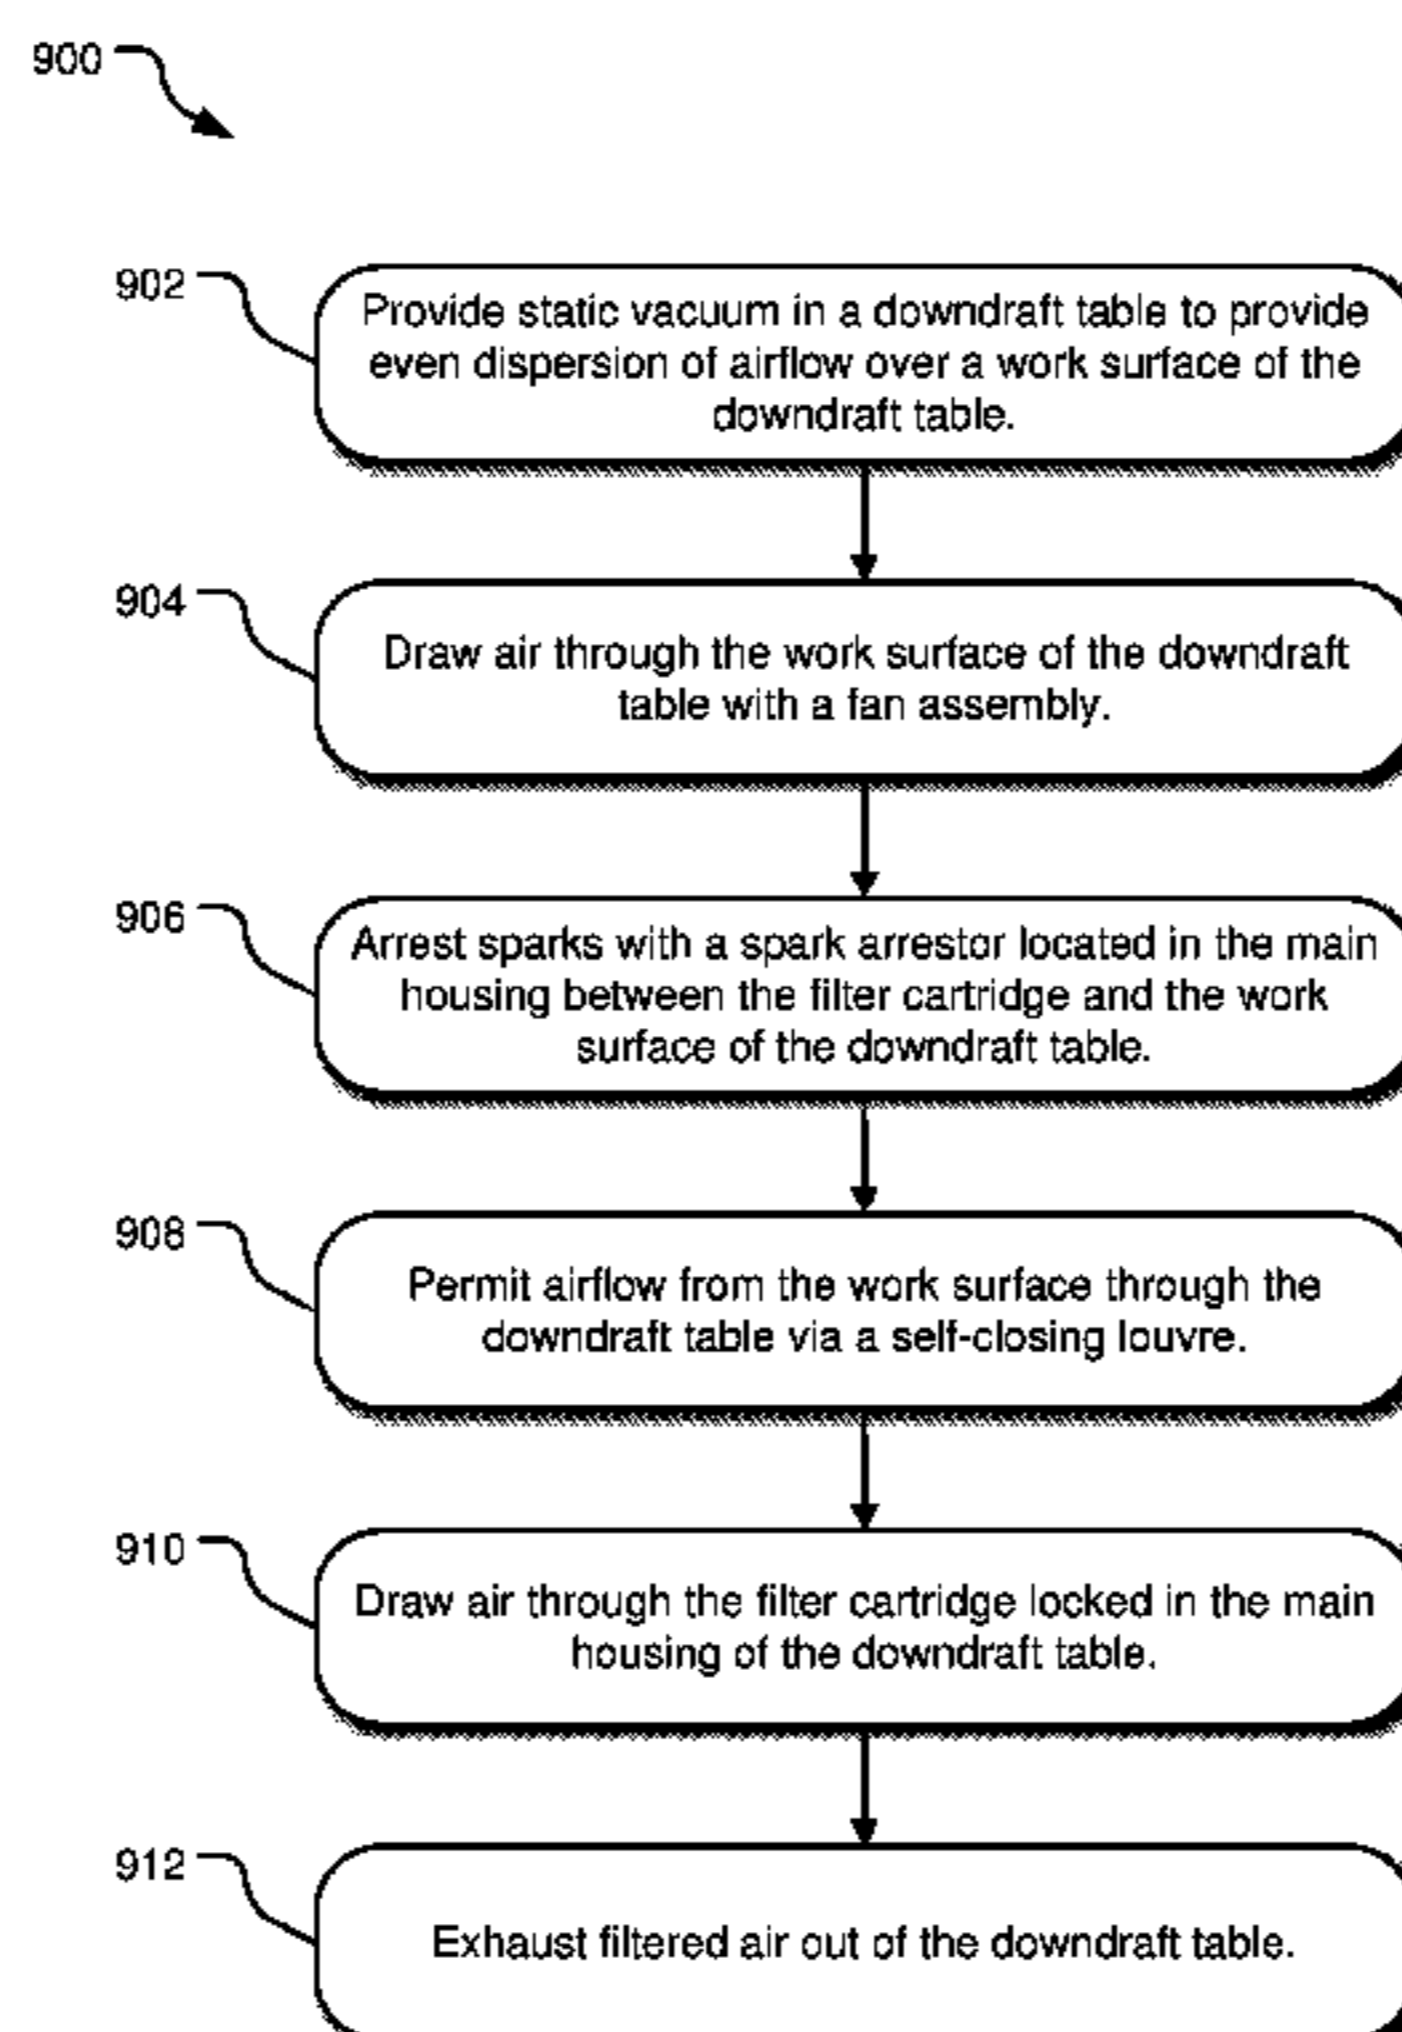 900
902
Provide static vacuum in a downdraft table to provide
even dispersion of airflow over a work surface of the
downdraft table.
904
Draw air through the work surface of the downdraft
table with a fan assembly.
906
Arrest sparks with a spark arrestor located in the main
housing between the filter cartridge and the work
surface of the downdraft table.
908
Permit airflow from the work surface through the
downdraft table via a self-closing louvre.
910
Draw air through the filter cartridge locked in the main
housing of the downdraft table.
912
Exhaust filtered air out of the downdraft table.